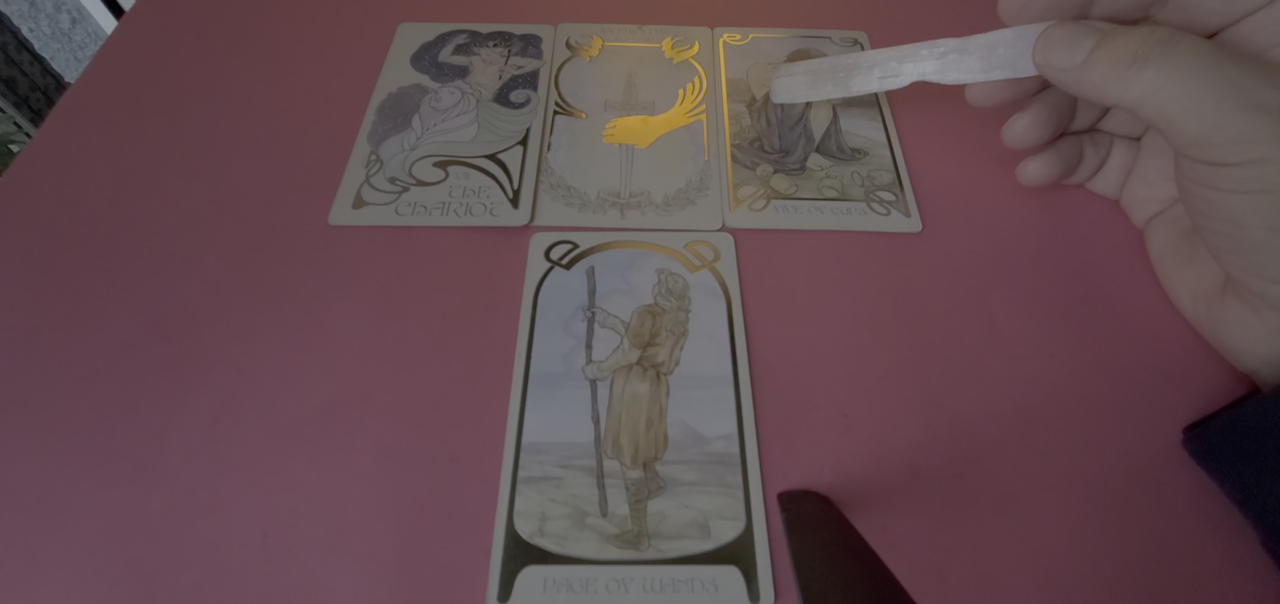 VII
THE
CHARIOT
FIVE OF CUPS
PAGE OF WANDS